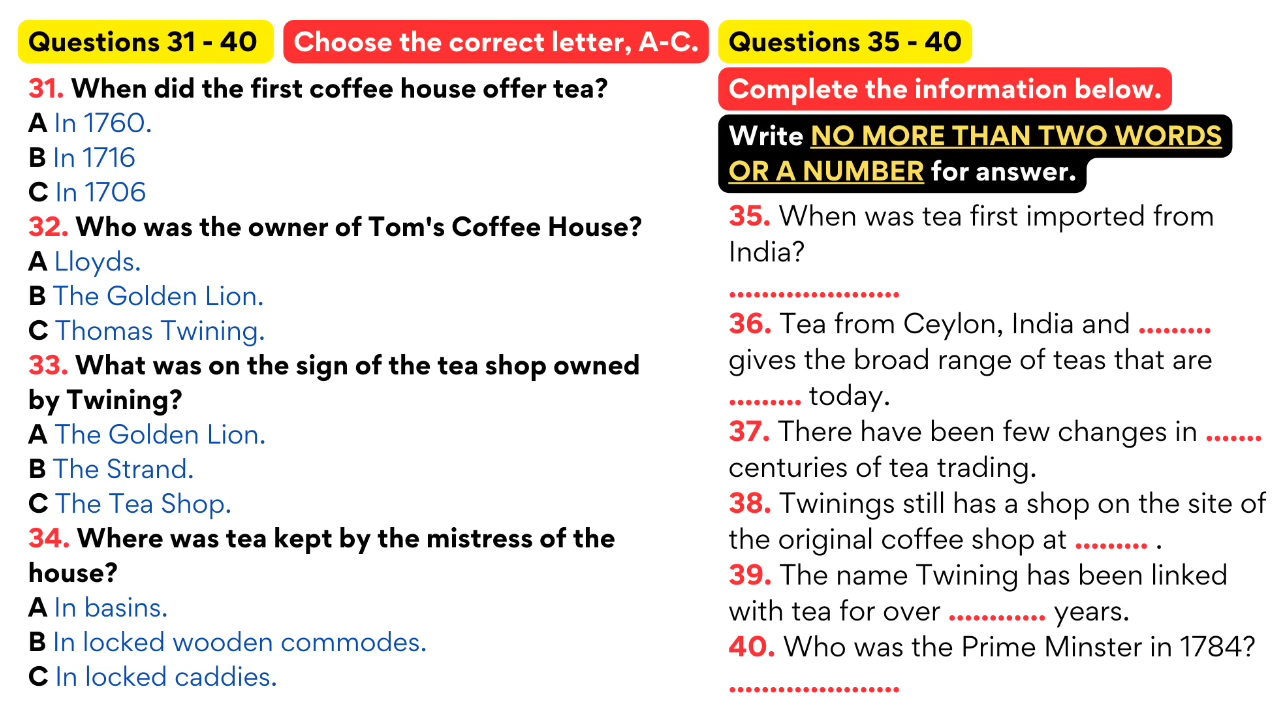 Questions 31 - 40
Choose the correct letter, A-C.
31. When did the first coffee house offer tea?
A In 1760.
B In 1716
C In 1706
32. Who was the owner of Tom's Coffee House?
A Lloyds.
B The Golden Lion.
C Thomas Twining.
33. What was on the sign of the tea shop owned
by Twining?
A The Golden Lion.
B The Strand.
C The Tea Shop.
34. Where was tea kept by the mistress of the
house?
A In basins.
B In locked wooden commodes.
C In locked caddies.
Questions 35 - 40
Complete the information below.
Write NO MORE THAN TWO WORDS
OR A NUMBER for answer.
35. When was tea first imported from
India?
.....................
36. Tea from Ceylon, India and .........
gives the broad range of teas that are
......... today.
37. There have been few changes in .......
centuries of tea trading.
38. Twinings still has a shop on the site of
the original coffee shop at ......... .
39. The name Twining has been linked
with tea for over ............ years.
40. Who was the Prime Minster in 1784?
.....................